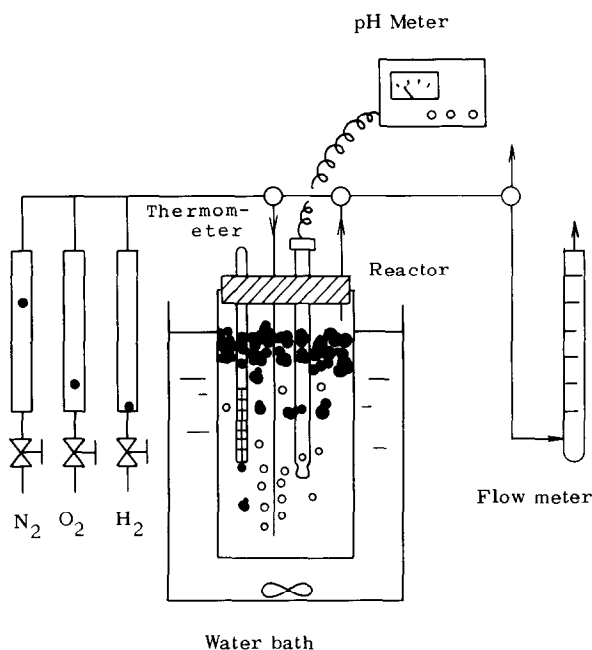 pH Meter
Thermom-
eter
Reactor
N2 O2 H2
Flow meter
Water bath